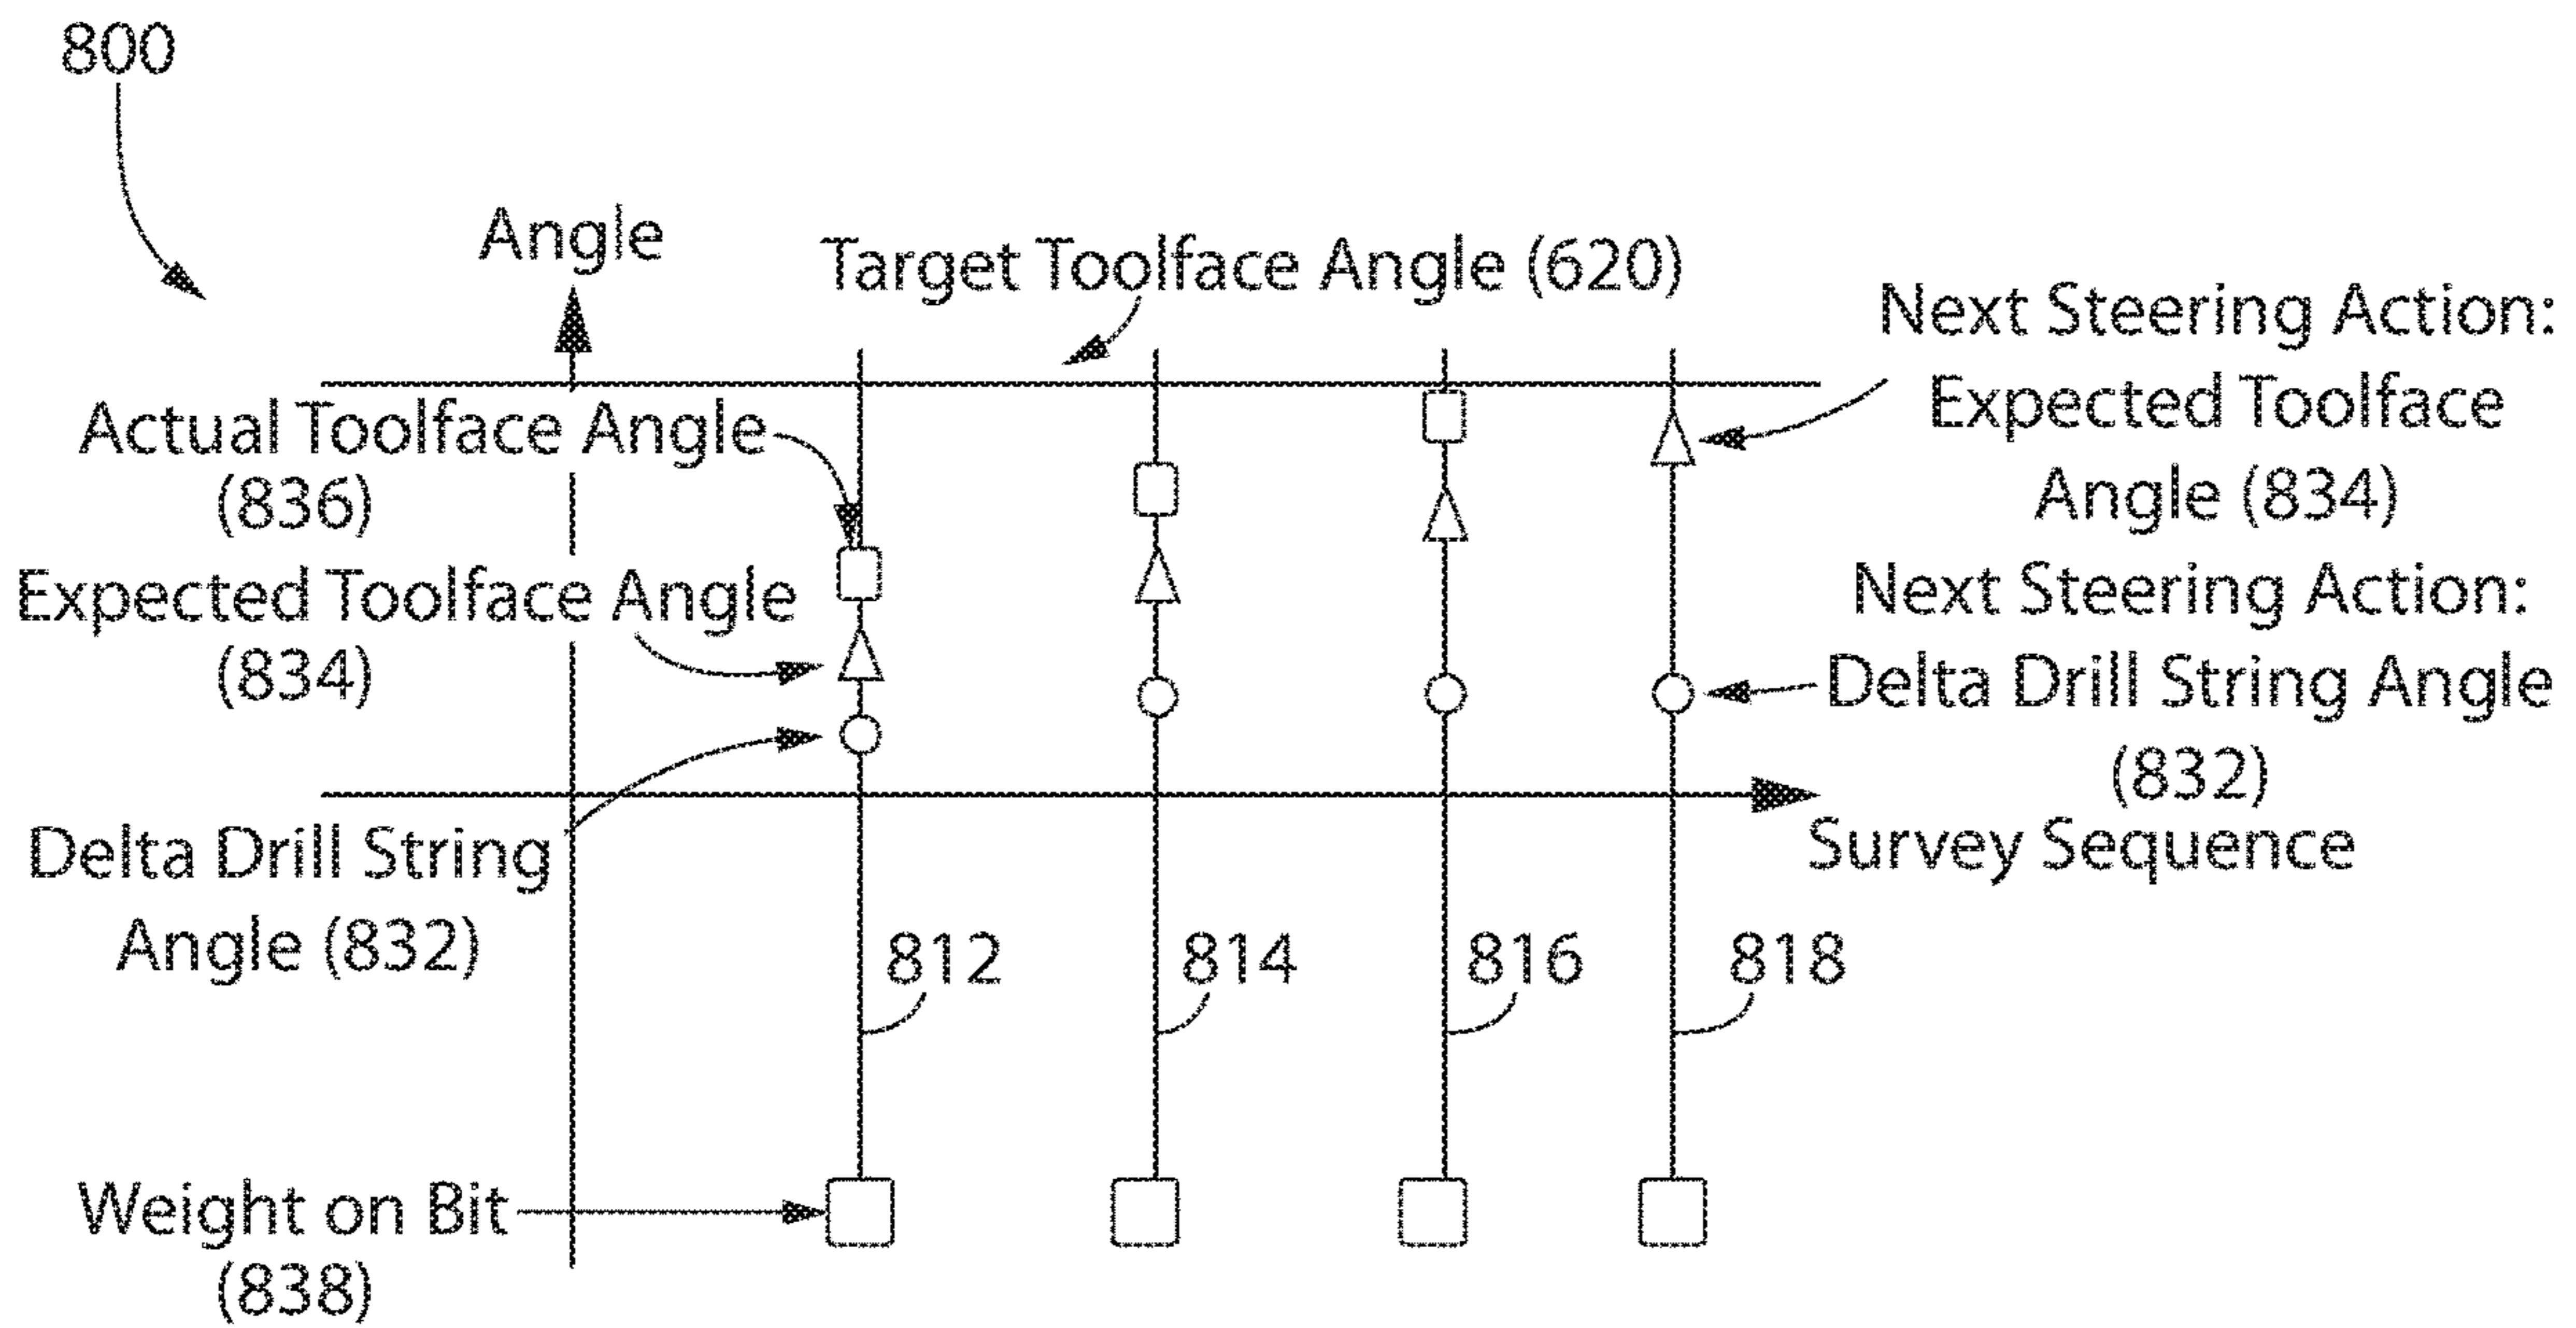 800
Angle
Target Toolface Angle (620)
Next Steering Action:
Expected Toolface
Angle (834)
Actual Toolface Angle
(836)
Expected Toolface Angle
(834)
Next Steering Action:
Delta Drill String Angle
(832)
Survey Sequence
Delta Drill String
Angle (832)
812
814
816
818
Weight on Bit
(838)